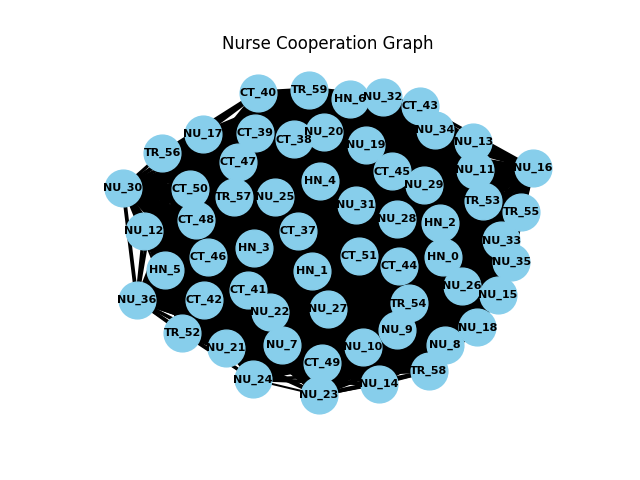 Nurse Cooperation Graph
CT_40
TR_59
HN_6
NU_32
CT_43
NU_17
CT_39
CT_38
NU_20
NU_19
NU_34
NU_13
TR_56
CT_47
NU_16
NU_11
CT_45
NU_30
CT_50
TR_57
NU_25
HN_4
NU_29
TR_53
NU_31
TR_55
NU_12
CT_48
CT_37
NU_28
HN_2
NU_33
HN_5
CT_46
HN_3
HN_1
CT_51
CT_44
HN_0
NU_35
NU_36
CT_42
CT_41
NU_22
NU_27
TR_54
NU_26
NU_15
TR_52
NU_21
NU_7
NU_10
NU_9
NU_8
NU_18
NU_24
CT_49
NU_23
NU_14
TR_58